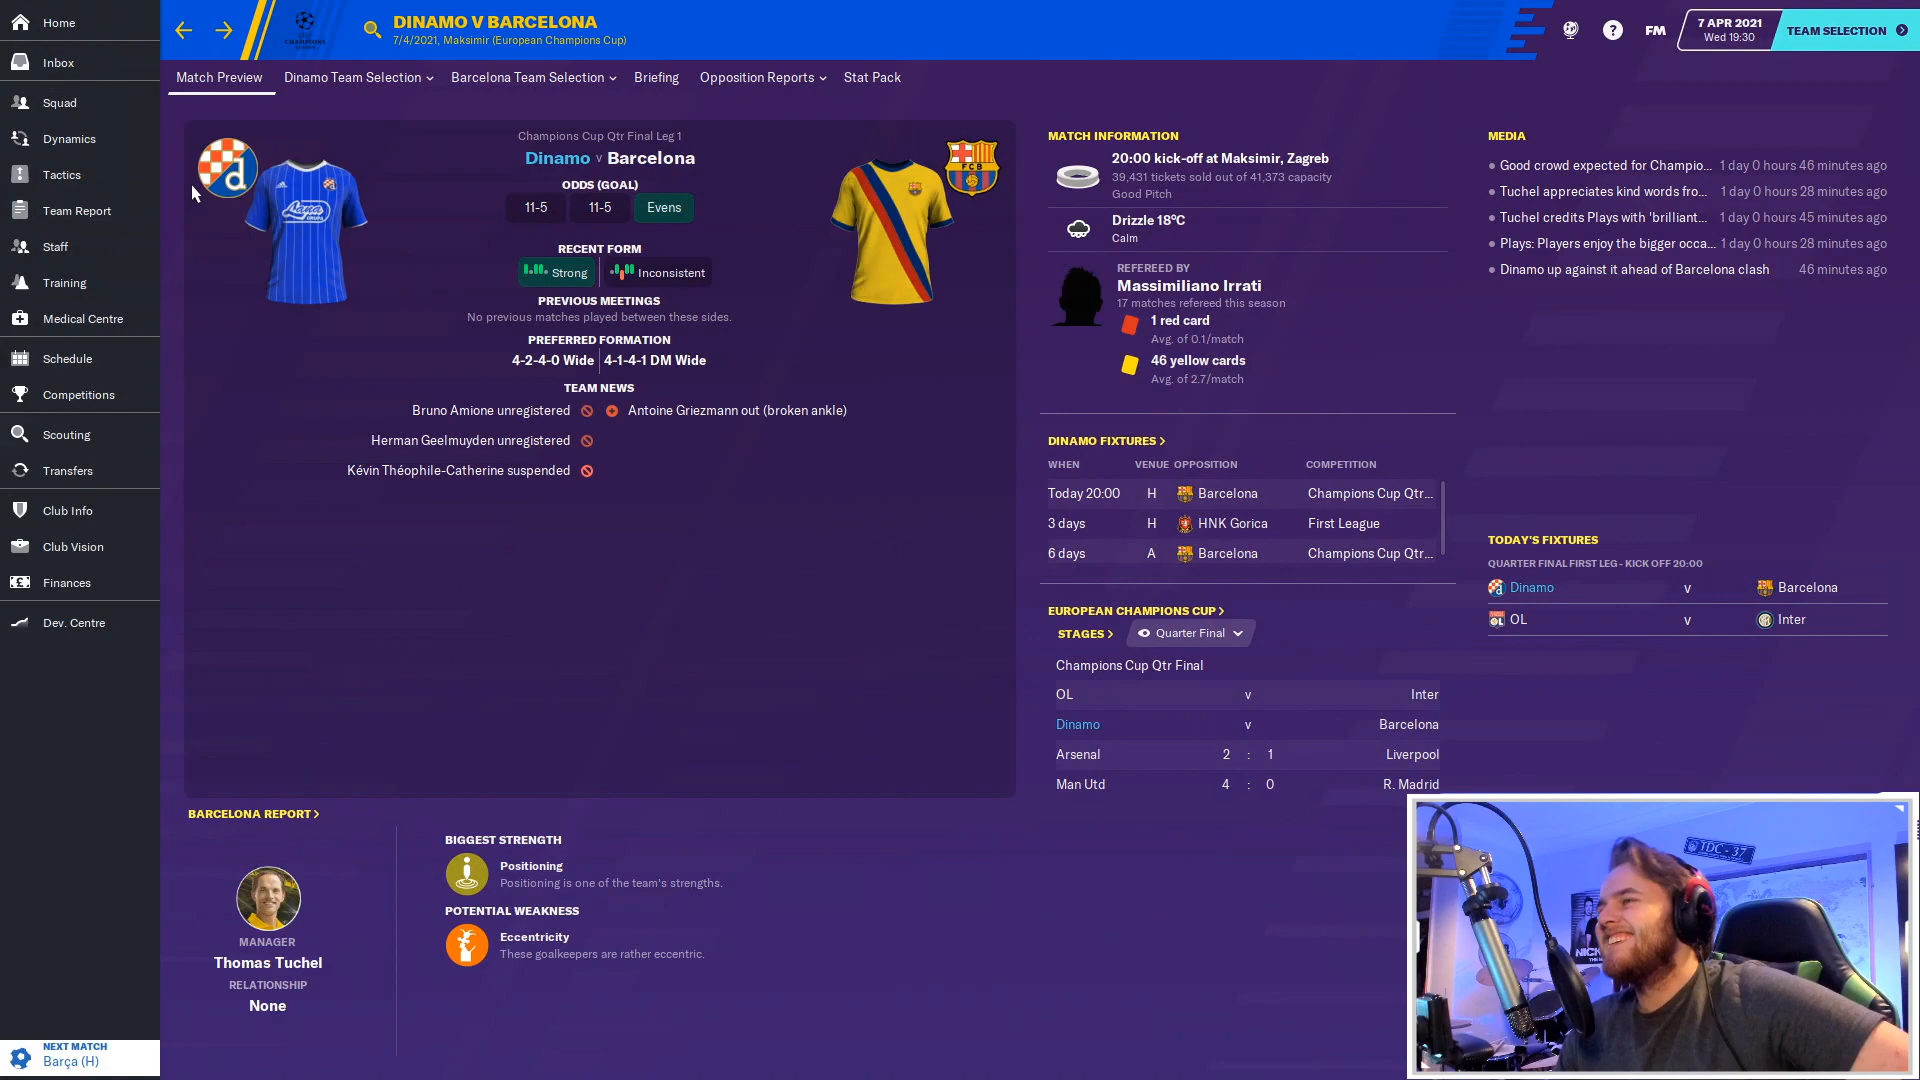 Home
Inbox
Squad
Dynamics
Tactics
Team Report
Staff
Training
Medical Centre
Schedule
Competitions
Scouting
Transfers
Club Info
Club Vision
Finances
Dev. Centre
NEXT MATCH
Barça (H)
DINAMO V BARCELONA
7/4/2021, Maksimir (European Champions Cup)
?
FM
7 APR 2021
Wed 19:30
TEAM SELECTION
Match Preview
Dinamo Team Selection
Barcelona Team Selection
Briefing
Opposition Reports
Stat Pack
Champions Cup Qtr Final Leg 1
Dinamo v Barcelona
ODDS (GOAL)
11-5 11-5 Evens
RECENT FORM
Strong Inconsistent
PREVIOUS MEETINGS
No previous matches played between these sides.
PREFERRED FORMATION
4-2-4-0 Wide 4-1-4-1 DM Wide
TEAM NEWS
Bruno Amione unregistered Antoine Griezmann out (broken ankle)
Herman Geelmuyden unregistered
Kévin Théophile-Catherine suspended
d
FCB
BARCELONA REPORT >
MANAGER
Thomas Tuchel
RELATIONSHIP
None
BIGGEST STRENGTH
Positioning
Positioning is one of the team's strengths.
POTENTIAL WEAKNESS
Eccentricity
These goalkeepers are rather eccentric.
MATCH INFORMATION
20:00 kick-off at Maksimir, Zagreb
39,431 tickets sold out of 41,373 capacity
Good Pitch
Drizzle 18°C
Calm
REFEREED BY
Massimiliano Irrati
17 matches refereed this season
1 red card
Avg. of 0.1/match
46 yellow cards
Avg. of 2.7/match
DINAMO FIXTURES >
WHEN VENUE OPPOSITION COMPETITION
Today 20:00 H Barcelona Champions Cup Qtr...
3 days H HNK Gorica First League
6 days A Barcelona Champions Cup Qtr...
EUROPEAN CHAMPIONS CUP >
STAGES > Quarter Final
Champions Cup Qtr Final
OL v Inter
Dinamo v Barcelona
Arsenal 2 : 1 Liverpool
Man Utd 4 : 0 R. Madrid
MEDIA
Good crowd expected for Champio... 1 day 0 hours 46 minutes ago
Tuchel appreciates kind words fro... 1 day 0 hours 28 minutes ago
Tuchel credits Plays with 'brilliant... 1 day 0 hours 45 minutes ago
Plays: Players enjoy the bigger occa... 1 day 0 hours 28 minutes ago
Dinamo up against it ahead of Barcelona clash 46 minutes ago
TODAY'S FIXTURES
QUARTER FINAL FIRST LEG - KICK OFF 20:00
Dinamo v Barcelona
OL v Inter
TDC - 37